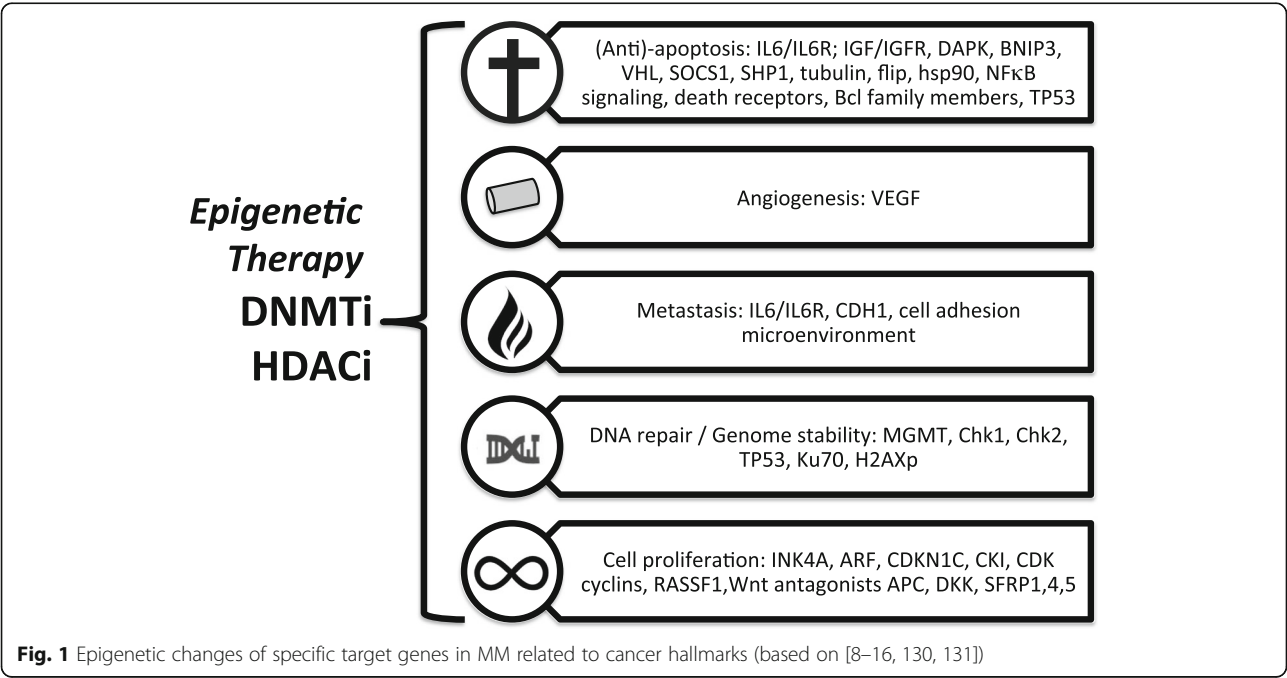 Epigenetic
Therapy
DNMTi
HDACi
(Anti)-apoptosis: IL6/IL6R; IGF/IGFR, DAPK, BNIP3,
VHL, SOCS1, SHP1, tubulin, flip, hsp90, NFκB
signaling, death receptors, Bcl family members, TP53
Angiogenesis: VEGF
Metastasis: IL6/IL6R, CDH1, cell adhesion
microenvironment
DNA repair / Genome stability: MGMT, Chk1, Chk2,
TP53, Ku70, H2AXp
Cell proliferation: INK4A, ARF, CDKN1C, CKI, CDK
cyclins, RASSF1,Wnt antagonists APC, DKK, SFRP1,4,5
Fig. 1 Epigenetic changes of specific target genes in MM related to cancer hallmarks (based on [8–16, 130, 131])